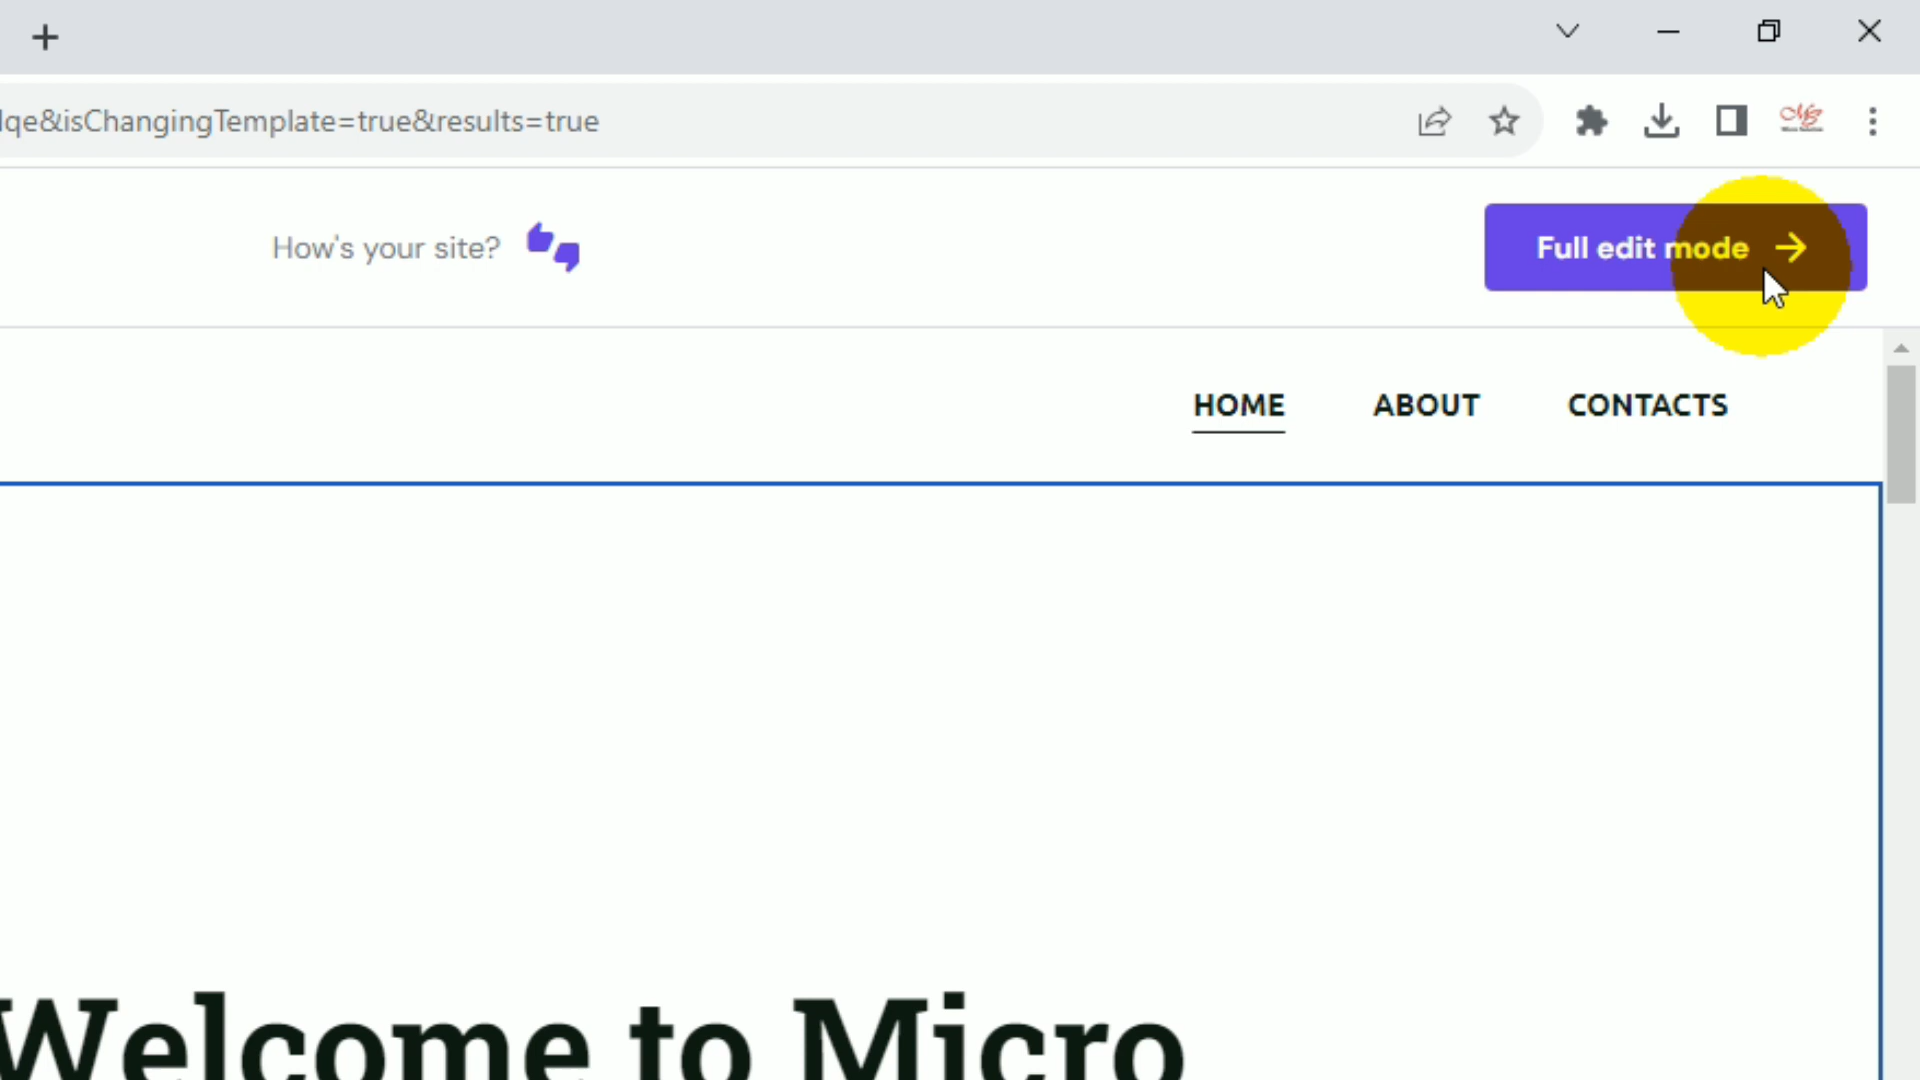 lqe&isChangingTemplate=true&results=true
How's your site?
Full edit mode
HOME ABOUT CONTACTS
Welcome to Micro